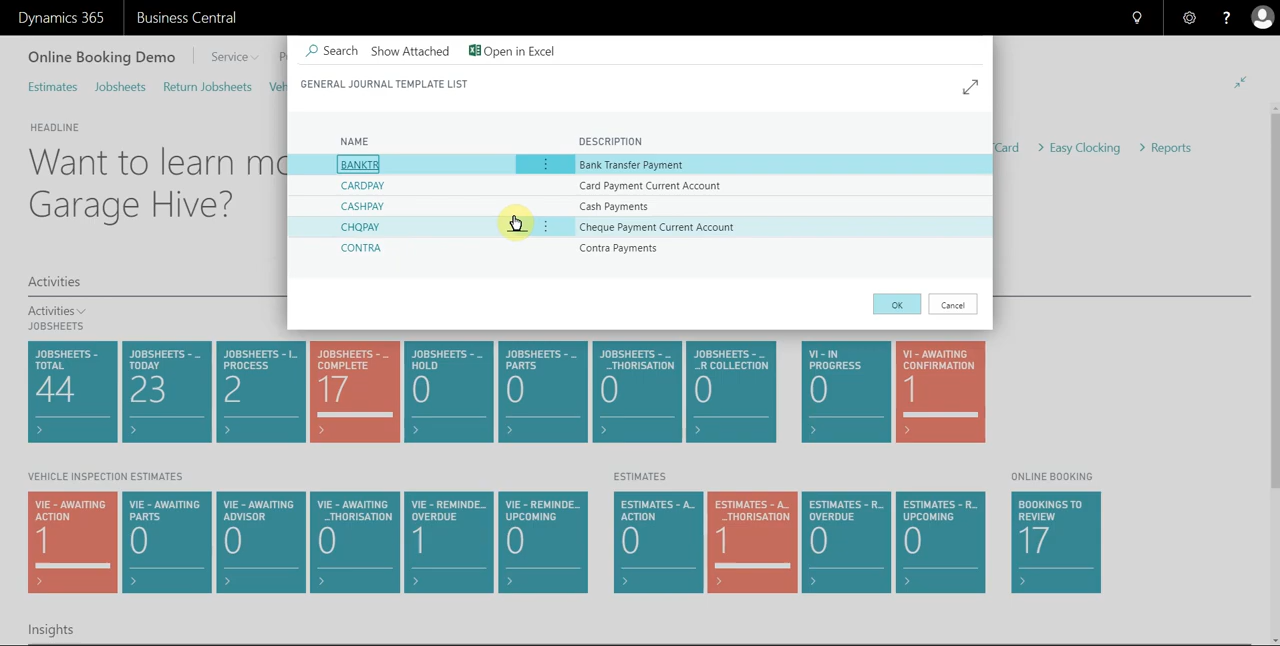 Dynamics 365 Business Central ?
Search Show Attached Open in Excel
Online Booking Demo Service
GENERAL JOURNAL TEMPLATE LIST
Estimates Jobsheets Return Jobsheets
HEADLINE
NAME DESCRIPTION
Want to learn
Card > Easy Clocking > Reports
BANKTR Bank Transfer Payment
CARDPAY Card Payment Current Account
Garage Hive?
CASHPAY Cash Payments
CHQPAY Cheque Payment Current Account
CONTRA Contra Payments
Activities
OK Cancel
Activities
JOBSHEETS
JOBSHEETS - TOTAL 44
JOBSHEETS - ... TODAY 23
JOBSHEETS - I... PROCESS 2
JOBSHEETS - ... COMPLETE 17
JOBSHEETS - ... HOLD 0
JOBSHEETS - ... PARTS 0
JOBSHEETS - ... ...THORISATION 0
JOBSHEETS - ... ...R COLLECTION 0
VI - IN PROGRESS 0
VI - AWAITING CONFIRMATION 1
VEHICLE INSPECTION ESTIMATES ESTIMATES ONLINE BOOKING
VIE - AWAITING ACTION 1
VIE - AWAITING PARTS 0
VIE - AWAITING ADVISOR 0
VIE - AWAITING ...THORISATION 0
VIE - REMINDE... OVERDUE 1
VIE - REMINDE... UPCOMING 0
ESTIMATES - A... ACTION 0
ESTIMATES - A... ...THORISATION 1
ESTIMATES - R... OVERDUE 0
ESTIMATES - R... UPCOMING 0
BOOKINGS TO REVIEW 17
Insights